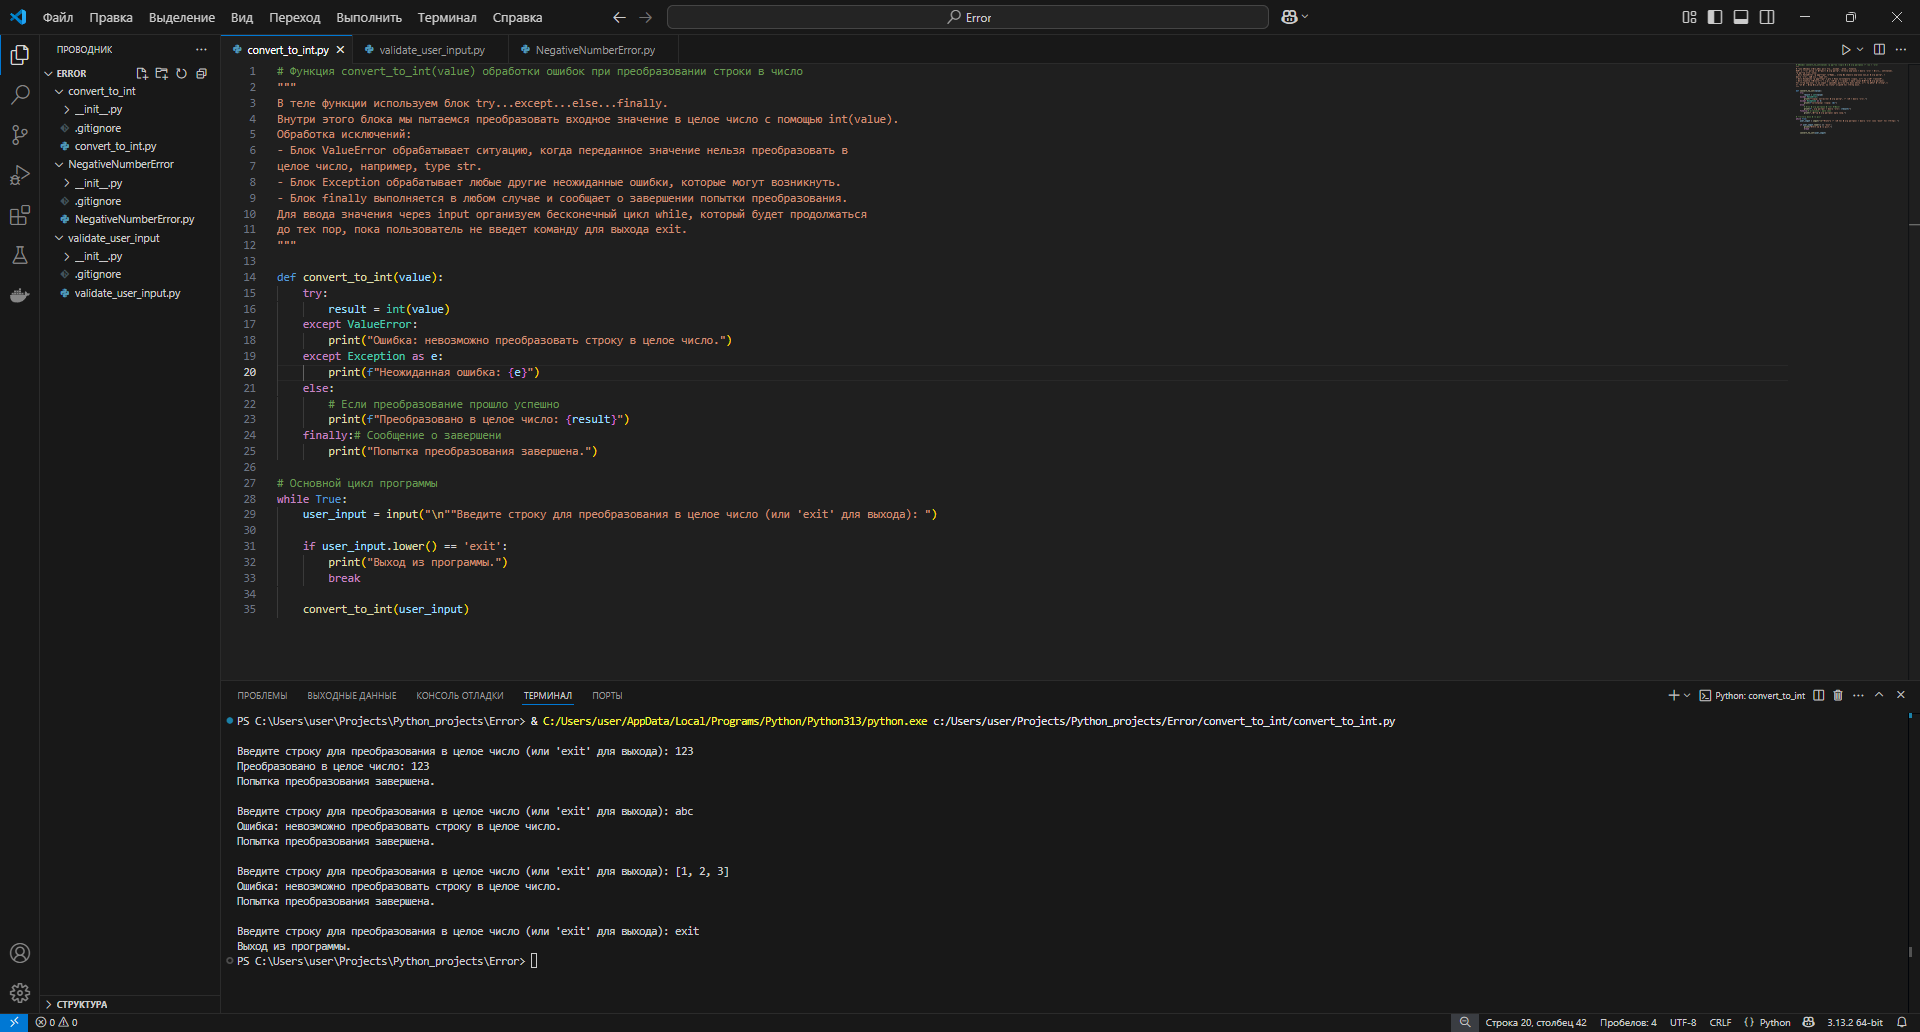 Файл Правка Выделение Вид Переход Выполнить Терминал Справка Error
ПРОВОДНИК
ERROR
convert_to_int
__init__.py
.gitignore
convert_to_int.py
NegativeNumberError
__init__.py
.gitignore
NegativeNumberError.py
validate_user_input
__init__.py
.gitignore
validate_user_input.py
СТРУКТУРА
convert_to_int.py validate_user_input.py NegativeNumberError.py
1 # Функция convert_to_int(value) обработки ошибок при преобразовании строки в число
2 """
3 В теле функции используем блок try...except...else...finally.
4 Внутри этого блока мы пытаемся преобразовать входное значение в целое число с помощью int(value).
5 Обработка исключений:
6 - Блок ValueError обрабатывает ситуацию, когда переданное значение нельзя преобразовать в
7 целое число, например, type str.
8 - Блок Exception обрабатывает любые другие неожиданные ошибки, которые могут возникнуть.
9 - Блок finally выполняется в любом случае и сообщает о завершении попытки преобразования.
10 Для ввода значения через input организуем бесконечный цикл while, который будет продолжаться
11 до тех пор, пока пользователь не введет команду для выхода exit.
12 """
13
14 def convert_to_int(value):
15 try:
16 result = int(value)
17 except ValueError:
18 print("Ошибка: невозможно преобразовать строку в целое число.")
19 except Exception as e:
20 print(f"Неожиданная ошибка: {e}")
21 else:
22 # Если преобразование прошло успешно
23 print(f"Преобразовано в целое число: {result}")
24 finally:# Сообщение о завершени
25 print("Попытка преобразования завершена.")
26
27 # Основной цикл программы
28 while True:
29 user_input = input("\n""Введите строку для преобразования в целое число (или 'exit' для выхода): ")
30
31 if user_input.lower() == 'exit':
32 print("Выход из программы.")
33 break
34
35 convert_to_int(user_input)
ПРОБЛЕМЫ ВЫХОДНЫЕ ДАННЫЕ КОНСОЛЬ ОТЛАДКИ ТЕРМИНАЛ ПОРТЫ Python: convert_to_int
PS C:\Users\user\Projects\Python_projects\Error> & C:/Users/user/AppData/Local/Programs/Python/Python313/python.exe c:/Users/user/Projects/Python_projects/Error/convert_to_int/convert_to_int.py
Введите строку для преобразования в целое число (или 'exit' для выхода): 123
Преобразовано в целое число: 123
Попытка преобразования завершена.
Введите строку для преобразования в целое число (или 'exit' для выхода): abc
Ошибка: невозможно преобразовать строку в целое число.
Попытка преобразования завершена.
Введите строку для преобразования в целое число (или 'exit' для выхода): [1, 2, 3]
Ошибка: невозможно преобразовать строку в целое число.
Попытка преобразования завершена.
Введите строку для преобразования в целое число (или 'exit' для выхода): exit
Выход из программы.
PS C:\Users\user\Projects\Python_projects\Error>
0 0 Строка 20, столбец 42 Пробелов: 4 UTF-8 CRLF {} Python 3.13.2 64-bit